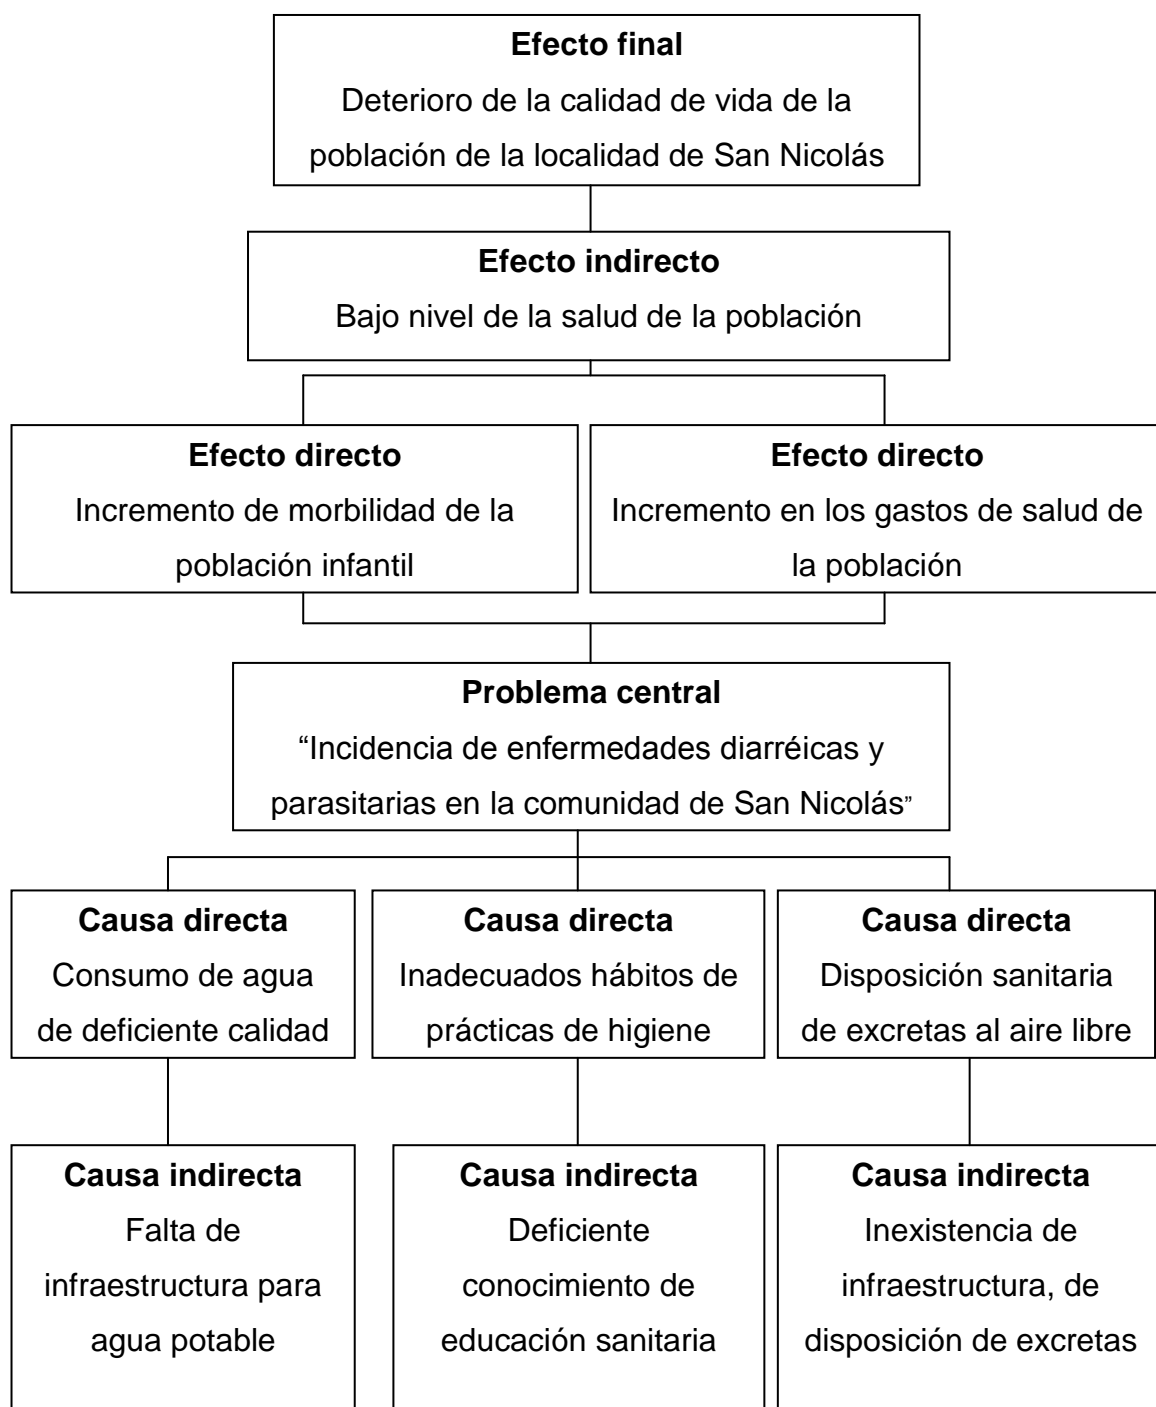 Efecto final
Deterioro de la calidad de vida de la
población de la localidad de San Nicolás
Efecto indirecto
Bajo nivel de la salud de la población
Efecto directo
Incremento de morbilidad de la
población infantil
Efecto directo
Incremento en los gastos de salud de
la población
Problema central
“Incidencia de enfermedades diarréicas y
parasitarias en la comunidad de San Nicolás”
Causa directa
Consumo de agua
de deficiente calidad
Causa directa
Inadecuados hábitos de
prácticas de higiene
Causa directa
Disposición sanitaria
de excretas al aire libre
Causa indirecta
Falta de
infraestructura para
agua potable
Causa indirecta
Deficiente
conocimiento de
educación sanitaria
Causa indirecta
Inexistencia de
infraestructura, de
disposición de excretas